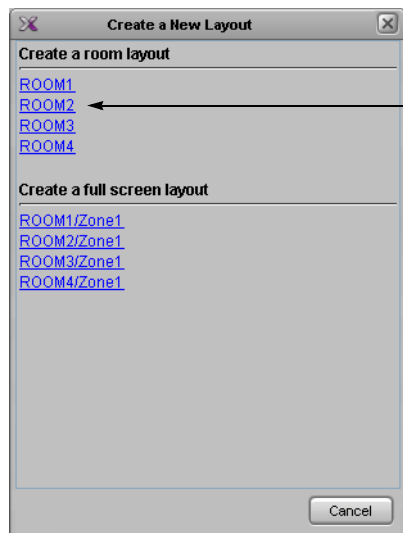 Create a New Layout
Create a room layout
ROOM1
ROOM2
ROOM3
ROOM4
Create a full screen layout
ROOM1/Zone1
ROOM2/Zone1
ROOM3/Zone1
ROOM4/Zone1
Cancel